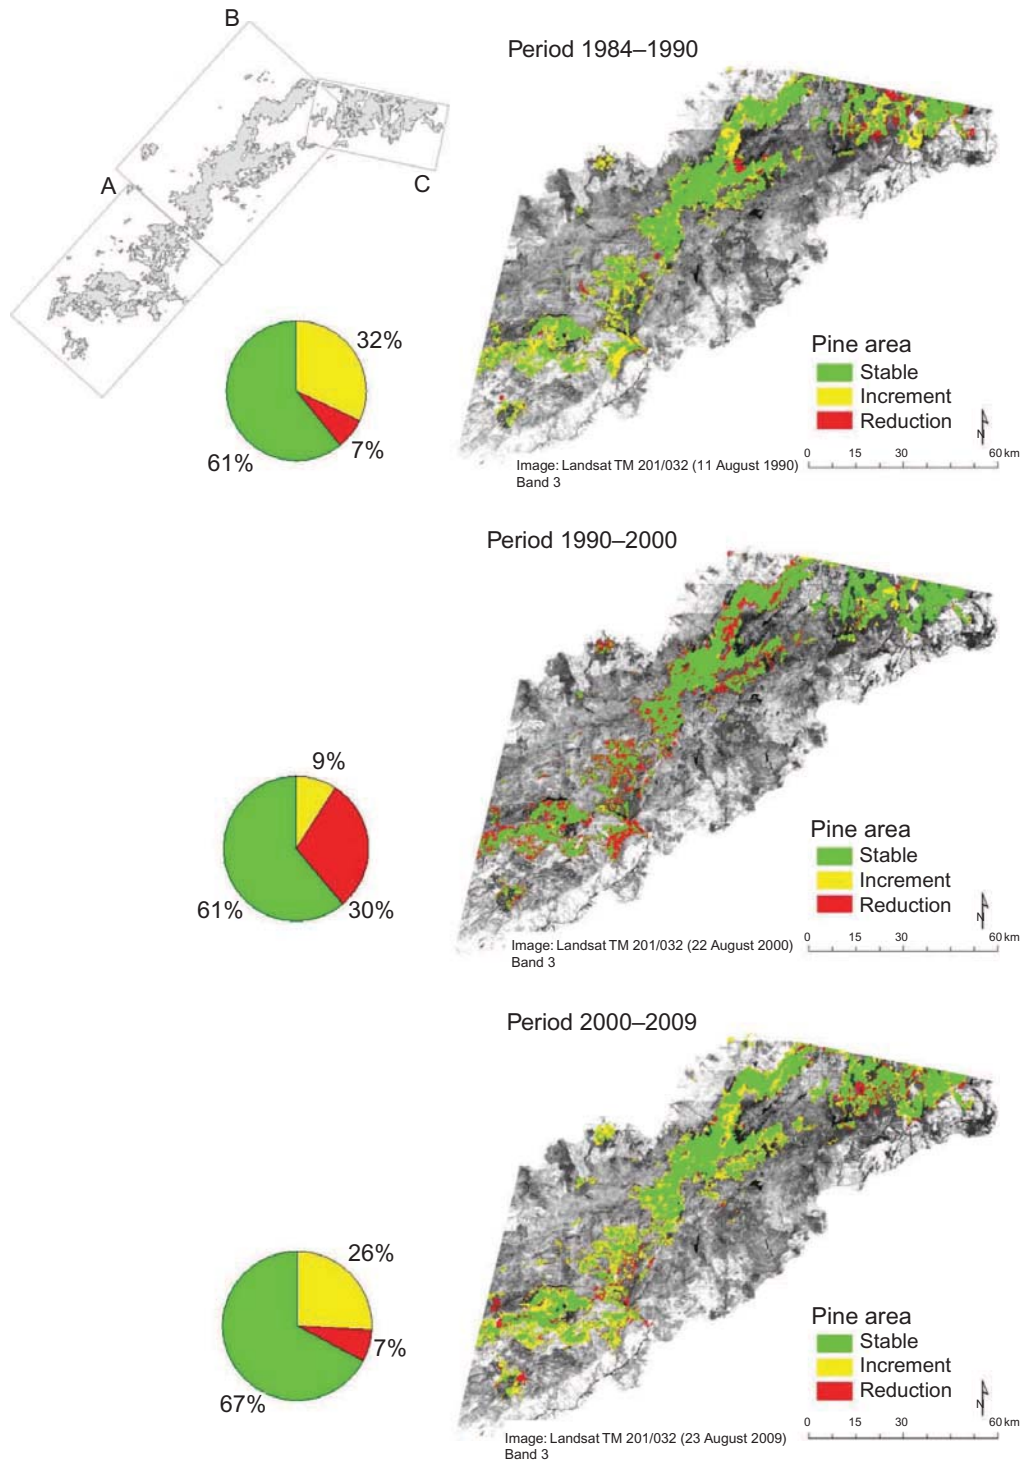 B
A
C
Period 1984–1990
32%
7%
61%
Pine area
Stable
Increment
Reduction
N
0 15 30 60 km
Image: Landsat TM 201/032 (11 August 1990)
Band 3
Period 1990–2000
9%
30%
61%
Pine area
Stable
Increment
Reduction
N
0 15 30 60 km
Image: Landsat TM 201/032 (22 August 2000)
Band 3
Period 2000–2009
26%
7%
67%
Pine area
Stable
Increment
Reduction
N
0 15 30 60 km
Image: Landsat TM 201/032 (23 August 2009)
Band 3